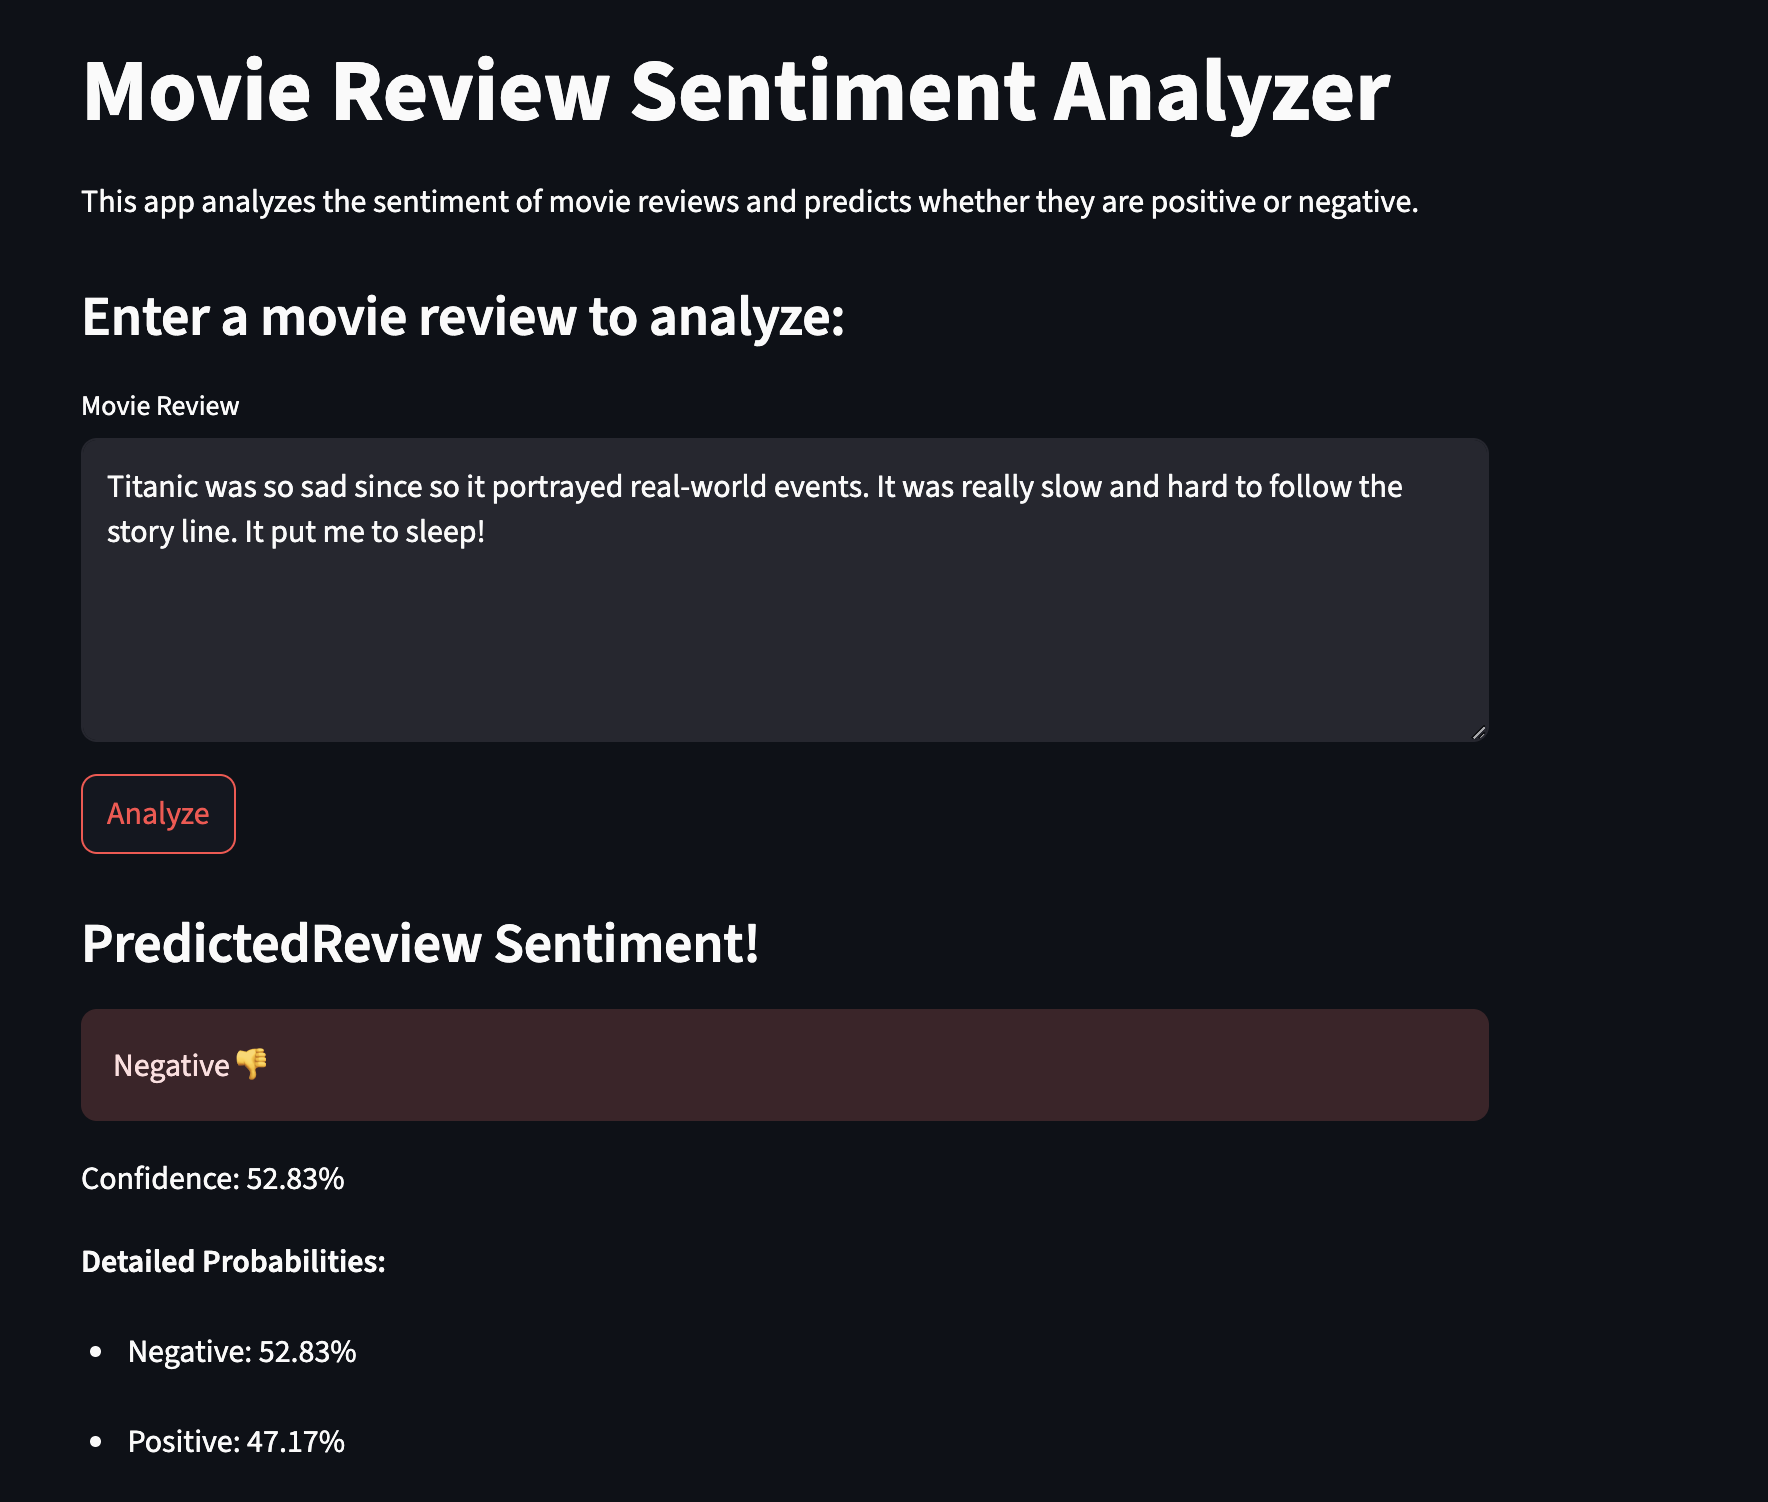 Movie Review Sentiment Analyzer
This app analyzes the sentiment of movie reviews and predicts whether they are positive or negative.
Enter a movie review to analyze:
Movie Review
Titanic was so sad since so it portrayed real-world events. It was really slow and hard to follow the
story line. It put me to sleep!
Analyze
PredictedReview Sentiment!
Negative 👎
Confidence: 52.83%
Detailed Probabilities:
• Negative: 52.83%
• Positive: 47.17%